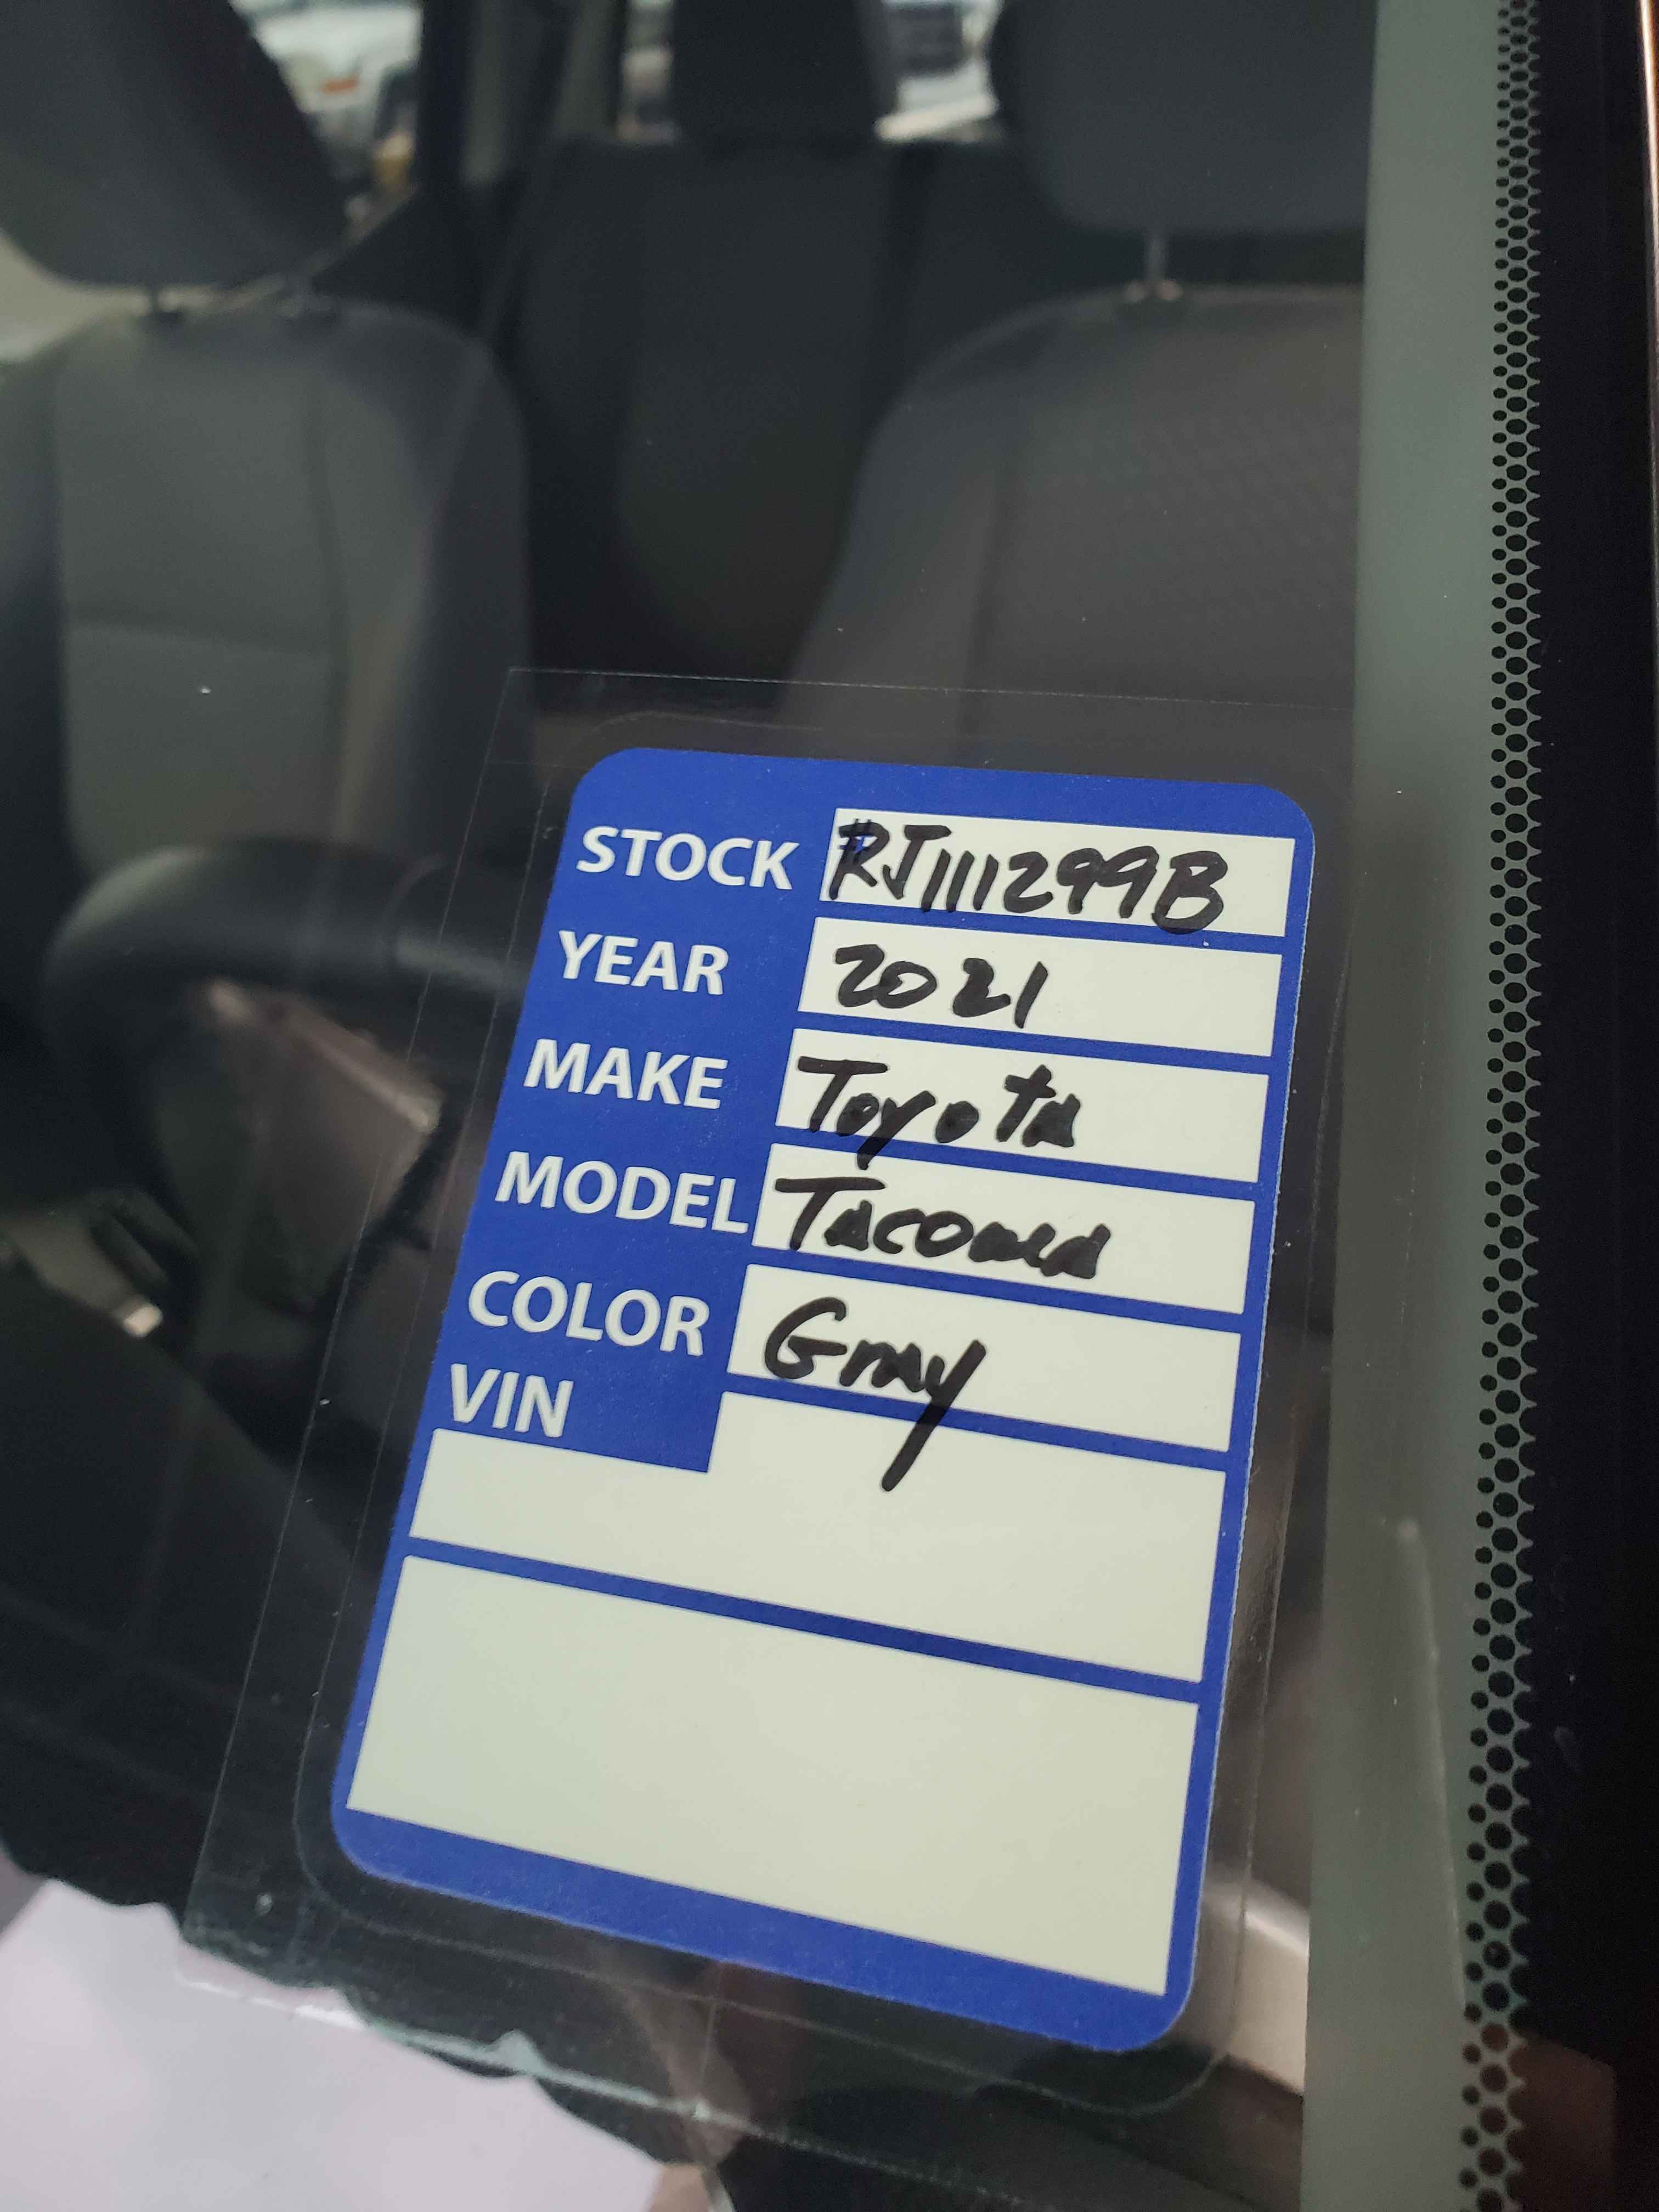 STOCK #RJ111299B
YEAR 2021
MAKE Toyota
MODEL Tacoma
COLOR Gray
VIN